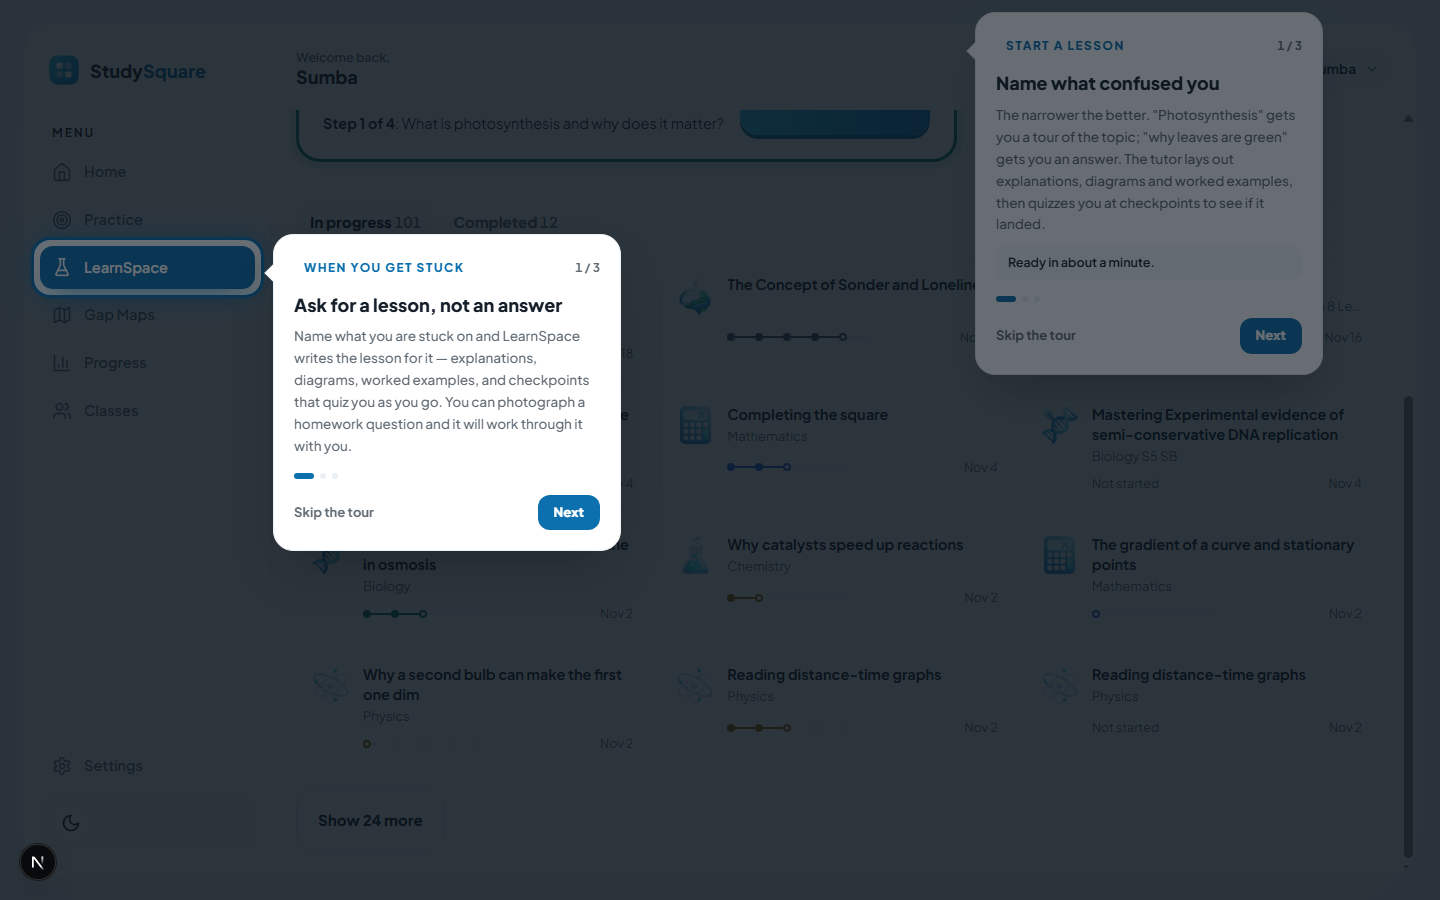 StudySquare
MENU
Home
Practice
LearnSpace
Gap Maps
Progress
Classes
Settings
Welcome back,
Sumba
umba
Step 1 of 4: What is photosynthesis and why does it matter?
In progress 101
Completed 12
WHEN YOU GET STUCK
1 / 3
Ask for a lesson, not an answer
Name what you are stuck on and LearnSpace
writes the lesson for it — explanations,
diagrams, worked examples, and checkpoints
that quiz you as you go. You can photograph a
homework question and it will work through it
with you.
Skip the tour
Next
START A LESSON
1 / 3
Name what confused you
The narrower the better. "Photosynthesis" gets
you a tour of the topic; "why leaves are green"
gets you an answer. The tutor lays out
explanations, diagrams and worked examples,
then quizzes you at checkpoints to see if it
landed.
Ready in about a minute.
Skip the tour
Next
The Concept of Sonder and Loneline
No
18
8 Le...
Nov 16
e
4
Completing the square
Mathematics
Nov 4
Mastering Experimental evidence of
semi-conservative DNA replication
Biology S5 SB
Not started
Nov 4
ne
in osmosis
Biology
Nov 2
Why catalysts speed up reactions
Chemistry
Nov 2
The gradient of a curve and stationary
points
Mathematics
Nov 2
Why a second bulb can make the first
one dim
Physics
Nov 2
Reading distance-time graphs
Physics
Nov 2
Reading distance-time graphs
Physics
Not started
Nov 2
Show 24 more
N